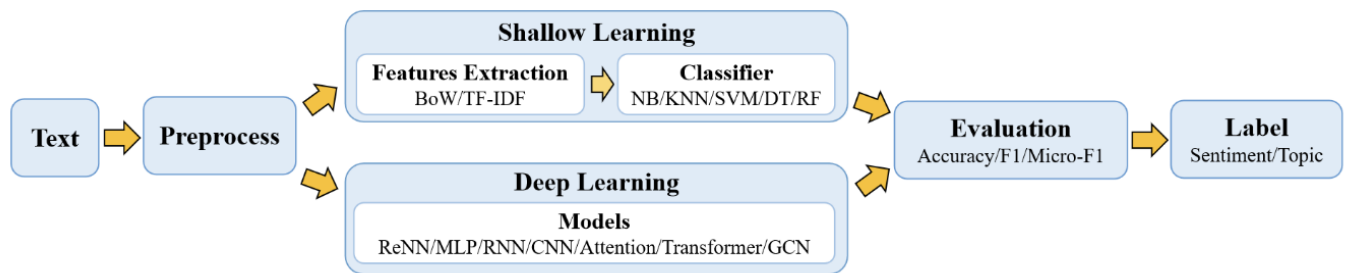 Text
Preprocess
Shallow Learning
Features Extraction
BoW/TF-IDF
Classifier
NB/KNN/SVM/DT/RF
Deep Learning
Models
ReNN/MLP/RNN/CNN/Attention/Transformer/GCN
Evaluation
Accuracy/F1/Micro-F1
Label
Sentiment/Topic